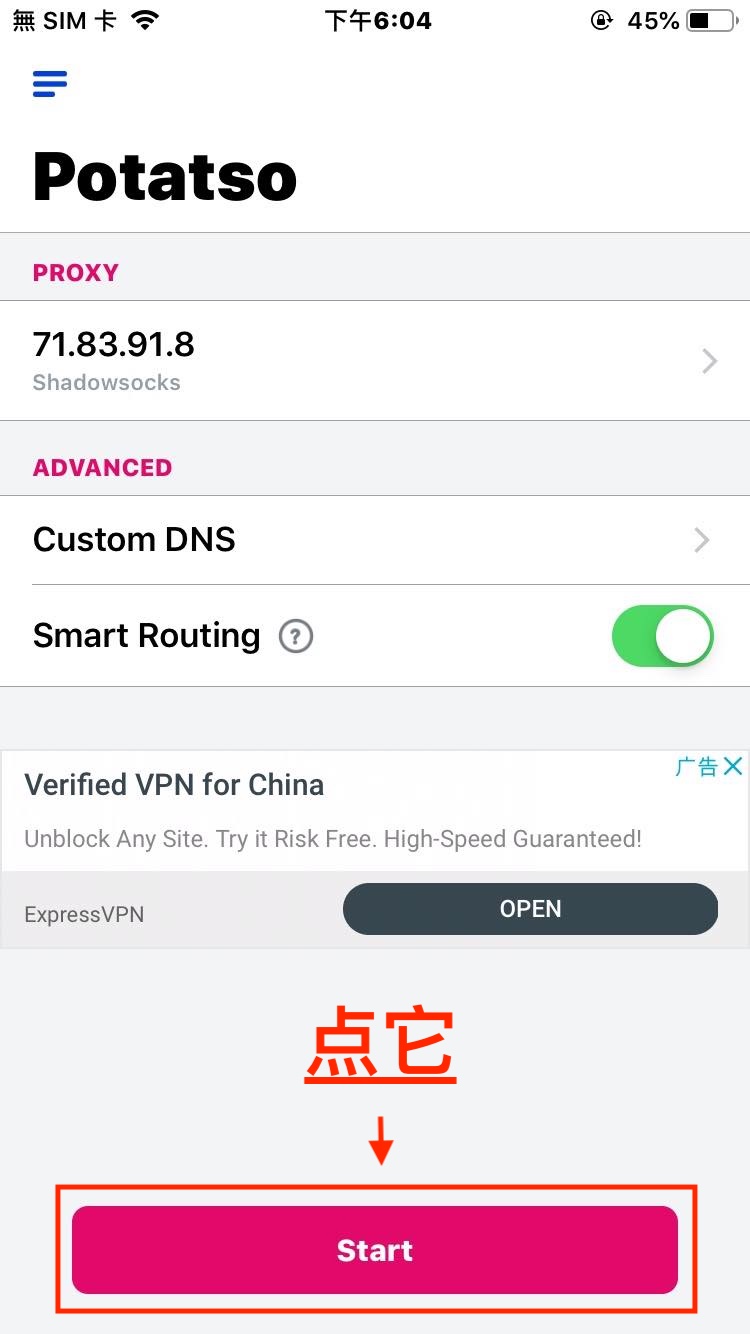 無 SIM 卡 下午6:04 45%
Potatso
PROXY
71.83.91.8
Shadowsocks
ADVANCED
Custom DNS
Smart Routing ?
广告
Verified VPN for China
Unblock Any Site. Try it Risk Free. High-Speed Guaranteed!
ExpressVPN OPEN
点它
Start